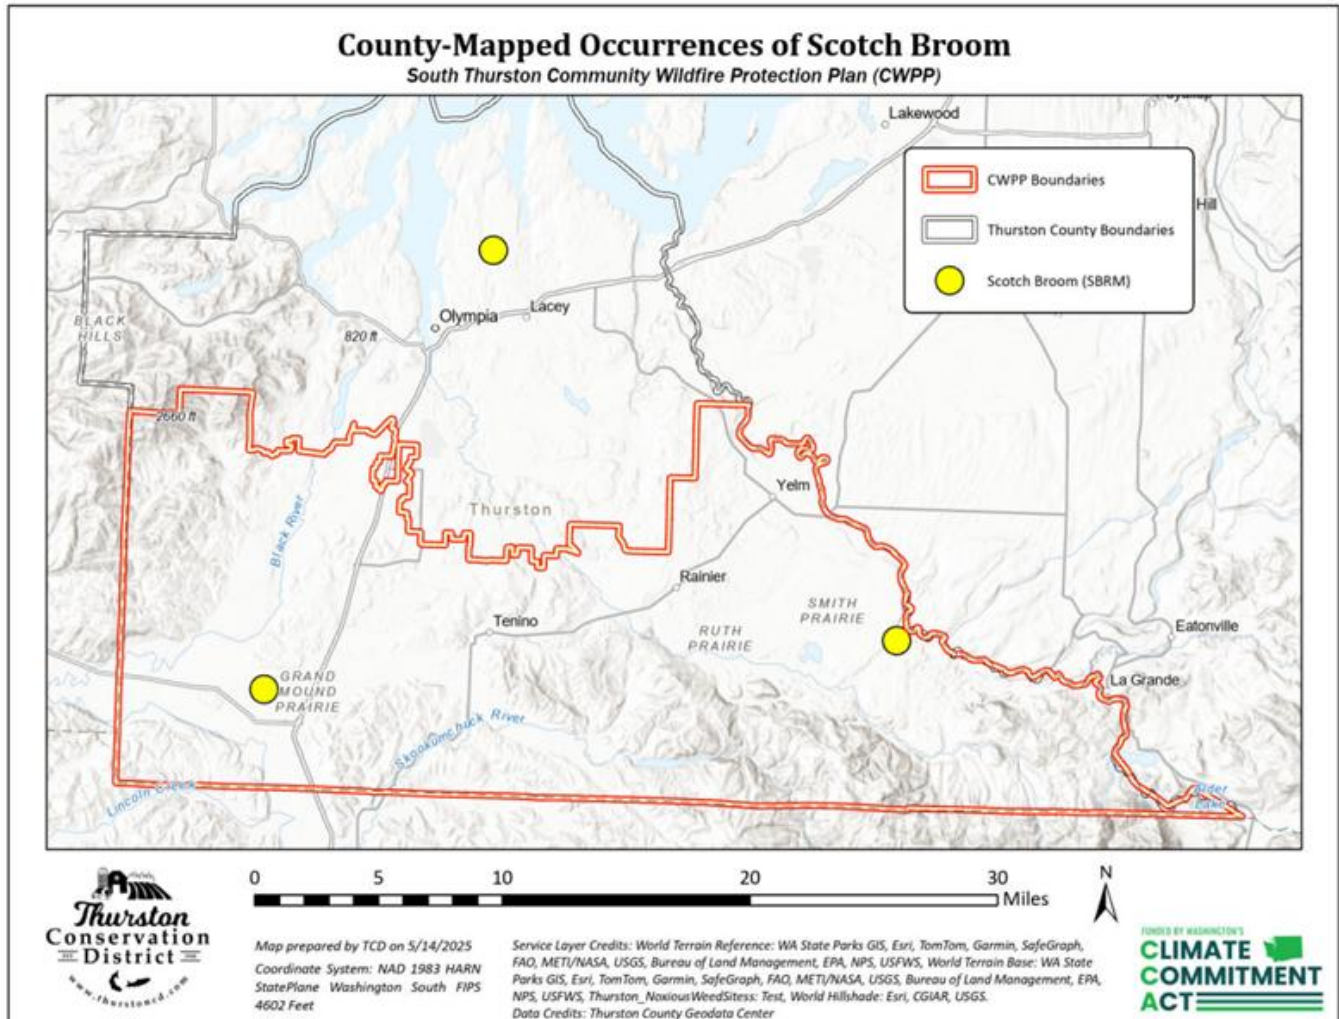 County-Mapped Occurrences of Scotch Broom
South Thurston Community Wildfire Protection Plan (CWPP)
Lakewood
CWPP Boundaries
Hill
Thurston County Boundaries
Scotch Broom (SBRM)
Lacey
Olympia
BLACK
HILLS
820 ft
2660 ft
Yelm
Thurston
Black River
Rainier
SMITH
PRAIRIE
Tenino
RUTH
PRAIRIE
Eatonville
GRAND
MOUND
PRAIRIE
La Grande
Skookumchuck River
Lincoln Creek
Alder
Lake
0 5 10 20 30
Miles
N
Thurston
Conservation
District
www.thurstoncd.com
Map prepared by TCD on 5/14/2025
Coordinate System: NAD 1983 HARN
StatePlane Washington South FIPS
4602 Feet
Service Layer Credits: World Terrain Reference: WA State Parks GIS, Esri, TomTom, Garmin, SafeGraph,
FAO, METI/NASA, USGS, Bureau of Land Management, EPA, NPS, USFWS, World Terrain Base: WA State
Parks GIS, Esri, TomTom, Garmin, SafeGraph, FAO, METI/NASA, USGS, Bureau of Land Management, EPA,
NPS, USFWS, Thurston_NoxiousWeedSitess: Test, World Hillshade: Esri, CGIAR, USGS.
Data Credits: Thurston County Geodata Center
FUNDED BY WASHINGTON'S
CLIMATE
COMMITMENT
ACT